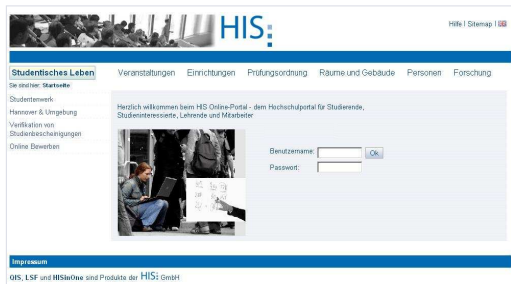 HIS:
Hilfe | Sitemap |
Studentisches Leben
Veranstaltungen Einrichtungen Prüfungsordnung Räume und Gebäude Personen Forschung
Sie sind hier: Startseite
Studentenwerk
Hannover & Umgebung
Verifikation von
Studienbescheinigungen
Online Bewerben
Herzlich willkommen beim HIS Online-Portal - dem Hochschulportal für Studierende,
Studieninteressierte, Lehrende und Mitarbeiter
Benutzername: Ok
Passwort:
Impressum
QIS, LSF und HISinOne sind Produkte der HIS: GmbH